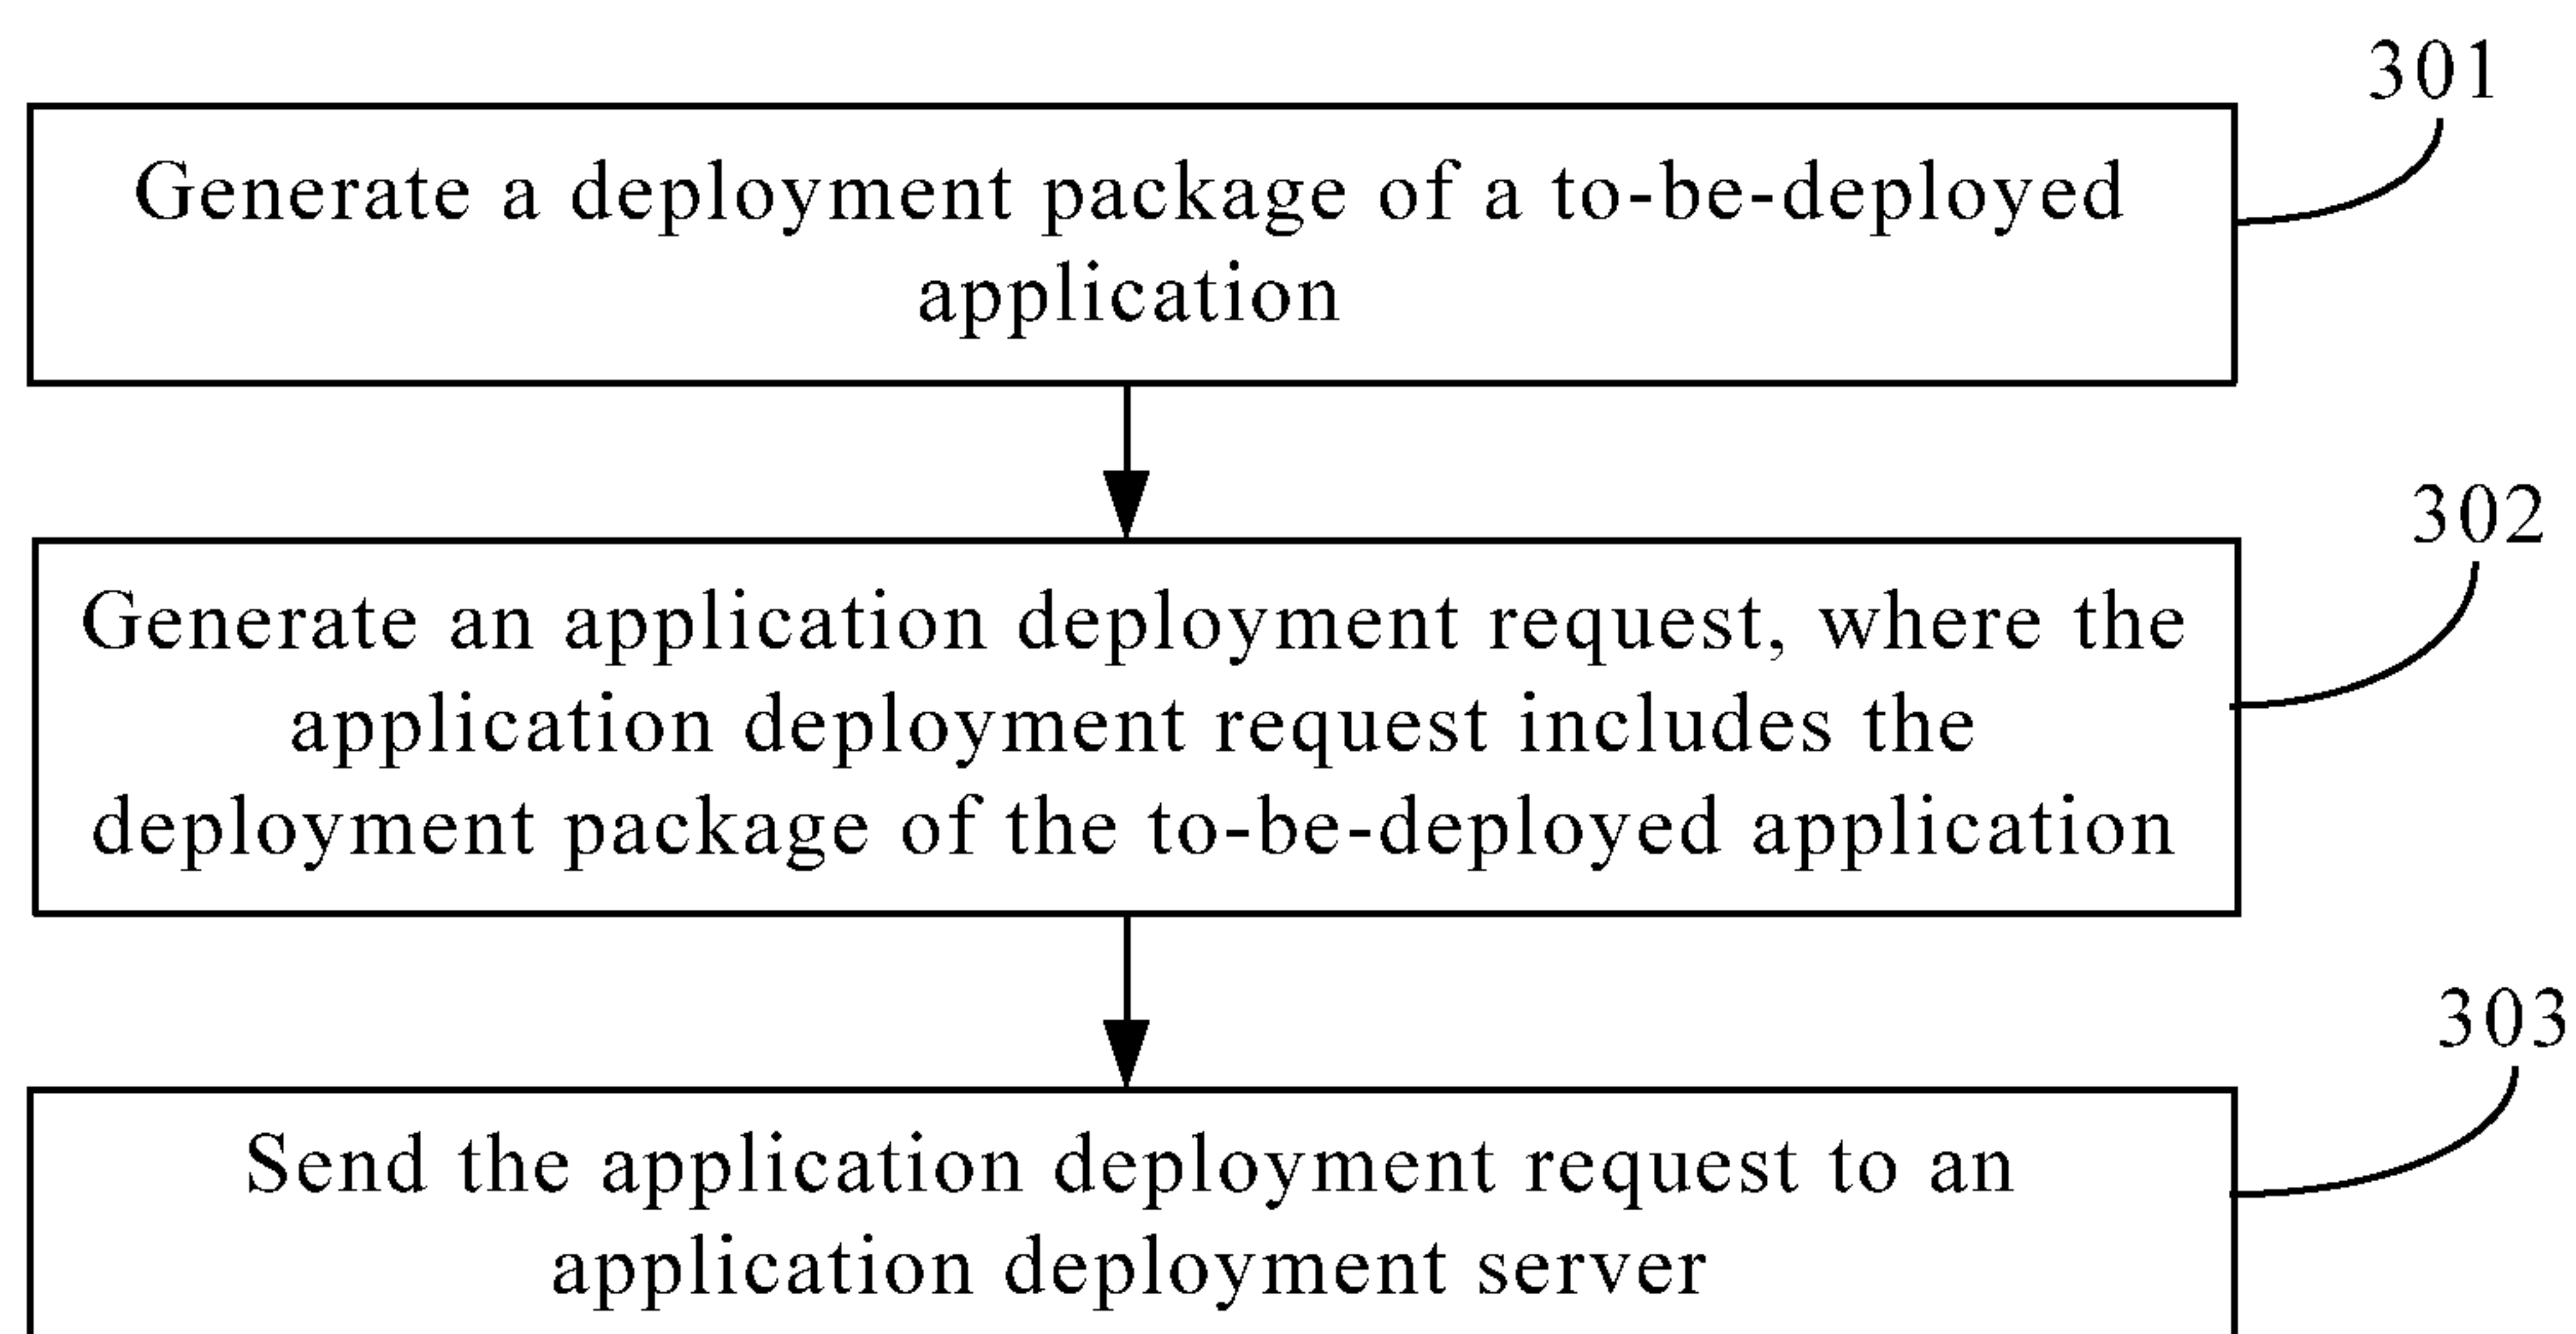 301
Generate a deployment package of a to-be-deployed
application
302
Generate an application deployment request, where the
application deployment request includes the
deployment package of the to-be-deployed application
303
Send the application deployment request to an
application deployment server